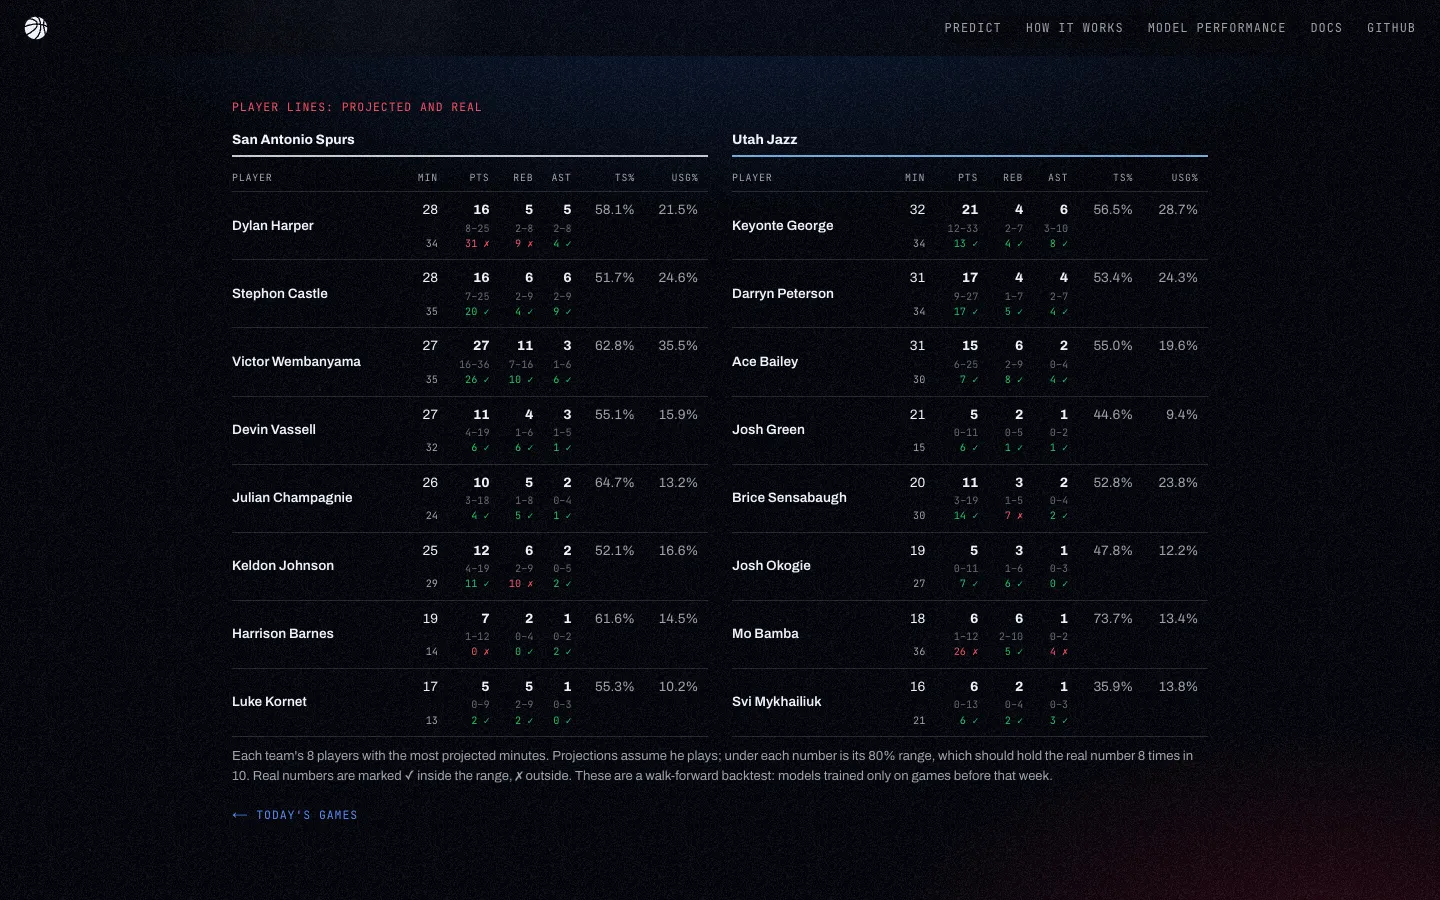 PREDICT HOW IT WORKS MODEL PERFORMANCE DOCS GITHUB
PLAYER LINES: PROJECTED AND REAL
San Antonio Spurs
PLAYER MIN PTS REB AST TS% USG%
Dylan Harper
28 16 5 5 58.1% 21.5%
8–25 2–8 2–8
34 31 ✗ 9 ✗ 4 ✓
Stephon Castle
28 16 6 6 51.7% 24.6%
7–25 2–9 2–9
35 20 ✓ 4 ✓ 9 ✓
Victor Wembanyama
27 27 11 3 62.8% 35.5%
16–36 7–16 1–6
35 26 ✓ 10 ✓ 6 ✓
Devin Vassell
27 11 4 3 55.1% 15.9%
4–19 1–6 1–5
32 6 ✓ 6 ✓ 1 ✓
Julian Champagnie
26 10 5 2 64.7% 13.2%
3–18 1–8 0–4
24 4 ✓ 5 ✓ 1 ✓
Keldon Johnson
25 12 6 2 52.1% 16.6%
4–19 2–9 0–5
29 11 ✓ 10 ✗ 2 ✓
Harrison Barnes
19 7 2 1 61.6% 14.5%
1–12 0–4 0–2
14 0 ✗ 0 ✓ 2 ✓
Luke Kornet
17 5 5 1 55.3% 10.2%
0–9 2–9 0–3
13 2 ✓ 2 ✓ 0 ✓
Utah Jazz
PLAYER MIN PTS REB AST TS% USG%
Keyonte George
32 21 4 6 56.5% 28.7%
12–33 2–7 3–10
34 13 ✓ 4 ✓ 8 ✓
Darryn Peterson
31 17 4 4 53.4% 24.3%
9–27 1–7 2–7
34 17 ✓ 5 ✓ 4 ✓
Ace Bailey
31 15 6 2 55.0% 19.6%
6–25 2–9 0–4
30 7 ✓ 8 ✓ 4 ✓
Josh Green
21 5 2 1 44.6% 9.4%
0–11 0–5 0–2
15 6 ✓ 1 ✓ 1 ✓
Brice Sensabaugh
20 11 3 2 52.8% 23.8%
3–19 1–5 0–4
30 14 ✓ 7 ✗ 2 ✓
Josh Okogie
19 5 3 1 47.8% 12.2%
0–11 1–6 0–3
27 7 ✓ 6 ✓ 0 ✓
Mo Bamba
18 6 6 1 73.7% 13.4%
1–12 2–10 0–2
36 26 ✗ 5 ✓ 4 ✗
Svi Mykhailiuk
16 6 2 1 35.9% 13.8%
0–13 0–4 0–3
21 6 ✓ 2 ✓ 3 ✓
Each team's 8 players with the most projected minutes. Projections assume he plays; under each number is its 80% range, which should hold the real number 8 times in
10. Real numbers are marked ✓ inside the range, ✗ outside. These are a walk-forward backtest: models trained only on games before that week.
← TODAY'S GAMES